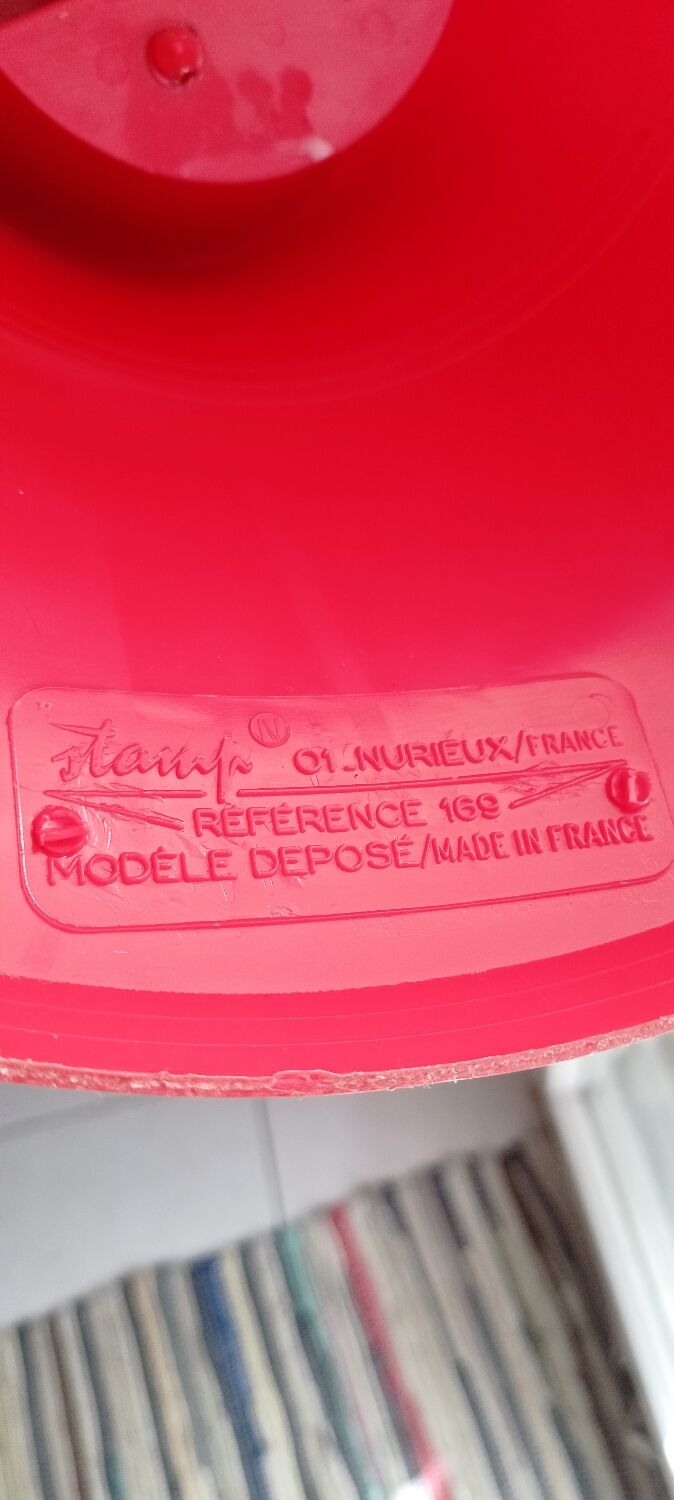 stamp N 01.NURIEUX/FRANCE
RÉFÉRENCE 169
MODÈLE DEPOSÉ/MADE IN FRANCE